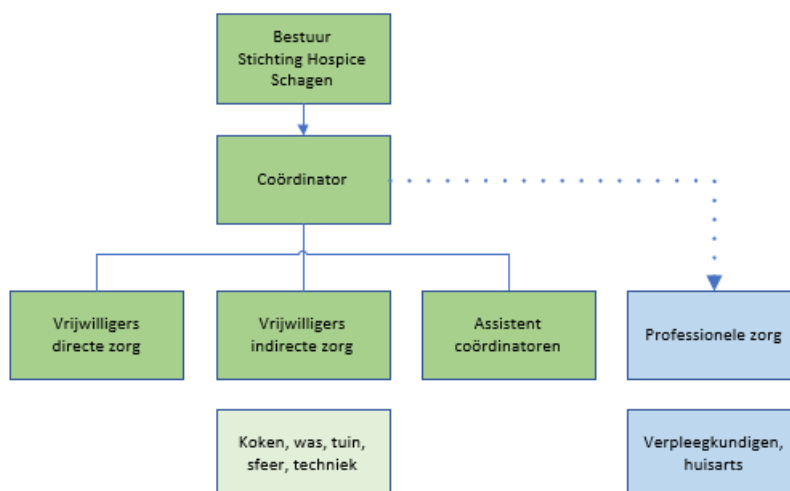 Bestuur
Stichting Hospice
Schagen
Coördinator
Vrijwilligers
directe zorg
Vrijwilligers
indirecte zorg
Assistent
coördinatoren
Professionele zorg
Koken, was, tuin,
sfeer, techniek
Verpleegkundigen,
huisarts